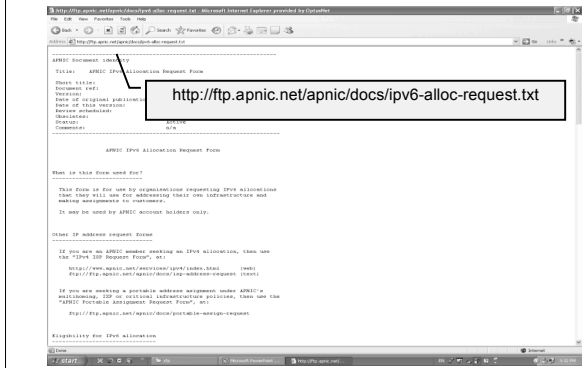 http://ftp.apnic.net/apnic/docs/ipv6-alloc-request.txt - Microsoft Internet Explorer provided by OptusNet
File Edit View Favorites Tools Help
Back Search Favorites
Address http://ftp.apnic.net/apnic/docs/ipv6-alloc-request.txt Go Links
APNIC Document identity
Title: APNIC IPv6 Allocation Request Form
Short title:
Document ref:
Version:
Date of original publication
Date of this version:
Review scheduled:
Obsoletes:
Status: Active
Comments: n/a
http://ftp.apnic.net/apnic/docs/ipv6-alloc-request.txt
APNIC IPv6 Allocation Request Form
What is this form used for?
This form is for use by organisations requesting IPv6 allocations
that they will use for addressing their own infrastructure and
making assignments to customers.
It may be used by APNIC account holders only.
Other IP address request forms
If you are an APNIC member seeking an IPv4 allocation, then use
the "IPv4 ISP Request Form", at:
http://www.apnic.net/services/ipv4/index.html (web)
ftp://ftp.apnic.net/apnic/docs/isp-address-request (text)
If you are seeking a portable address assignment under APNIC's
multihoming, IXP or critical infrastructure policies, then use the
"APNIC Portable Assignment Request Form", at:
ftp://ftp.apnic.net/apnic/docs/portable-assign-request
Eligibility for IPv6 allocation
Done Internet
start Microsoft PowerPoint ... http://ftp.apnic.net/...